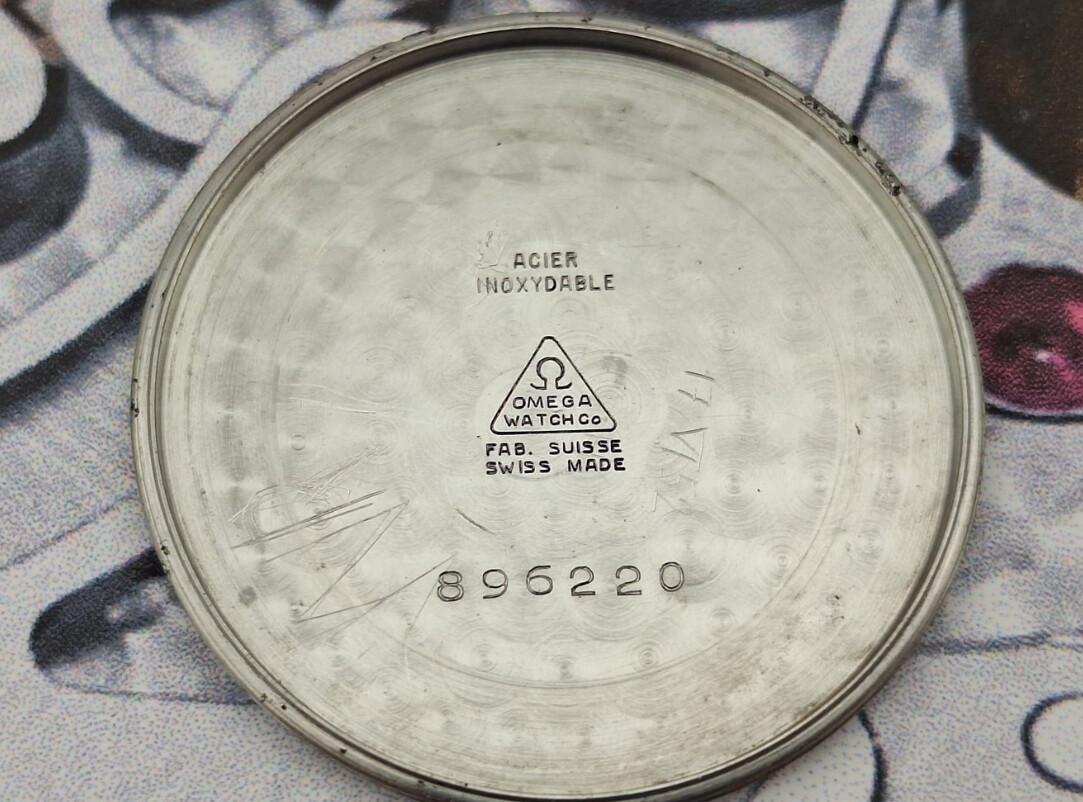 ACIER
INOXYDABLE
Ω
OMEGA
WATCH Co
FAB. SUISSE
SWISS MADE
896220